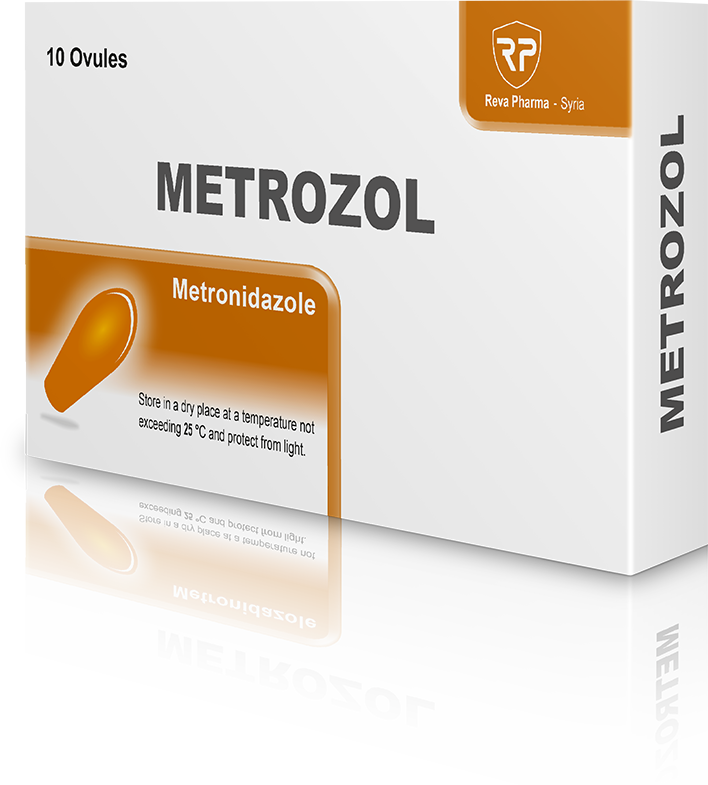 10 Ovules
RP
Reva Pharma - Syria
METROZOL
METROZOL
Metronidazole
Store in a dry place at a temperature not
exceeding 25 °C and protect from light.